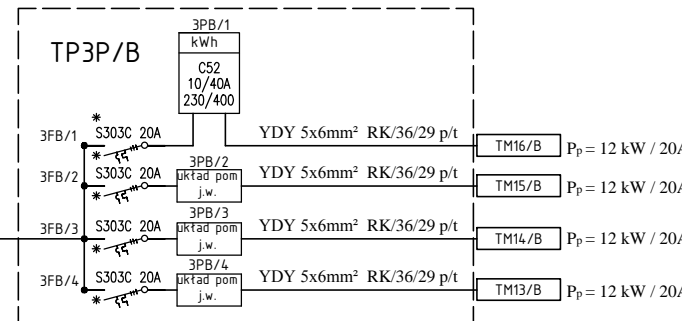 3PB/1
kWh
TP3P/B
C52
10/40A
230/400
*
3FB/1 S303C 20A YDY 5x6mm² RK/36/29 p/t TM16/B Pp = 12 kW / 20A
*
3PB/2
3FB/2 S303C 20A układ pom YDY 5x6mm² RK/36/29 p/t TM15/B Pp = 12 kW / 20A
* j.w.
3PB/3
3FB/3 S303C 20A układ pom YDY 5x6mm² RK/36/29 p/t TM14/B Pp = 12 kW / 20A
* j.w.
3PB/4
3FB/4 S303C 20A układ pom YDY 5x6mm² RK/36/29 p/t TM13/B Pp = 12 kW / 20A
* j.w.